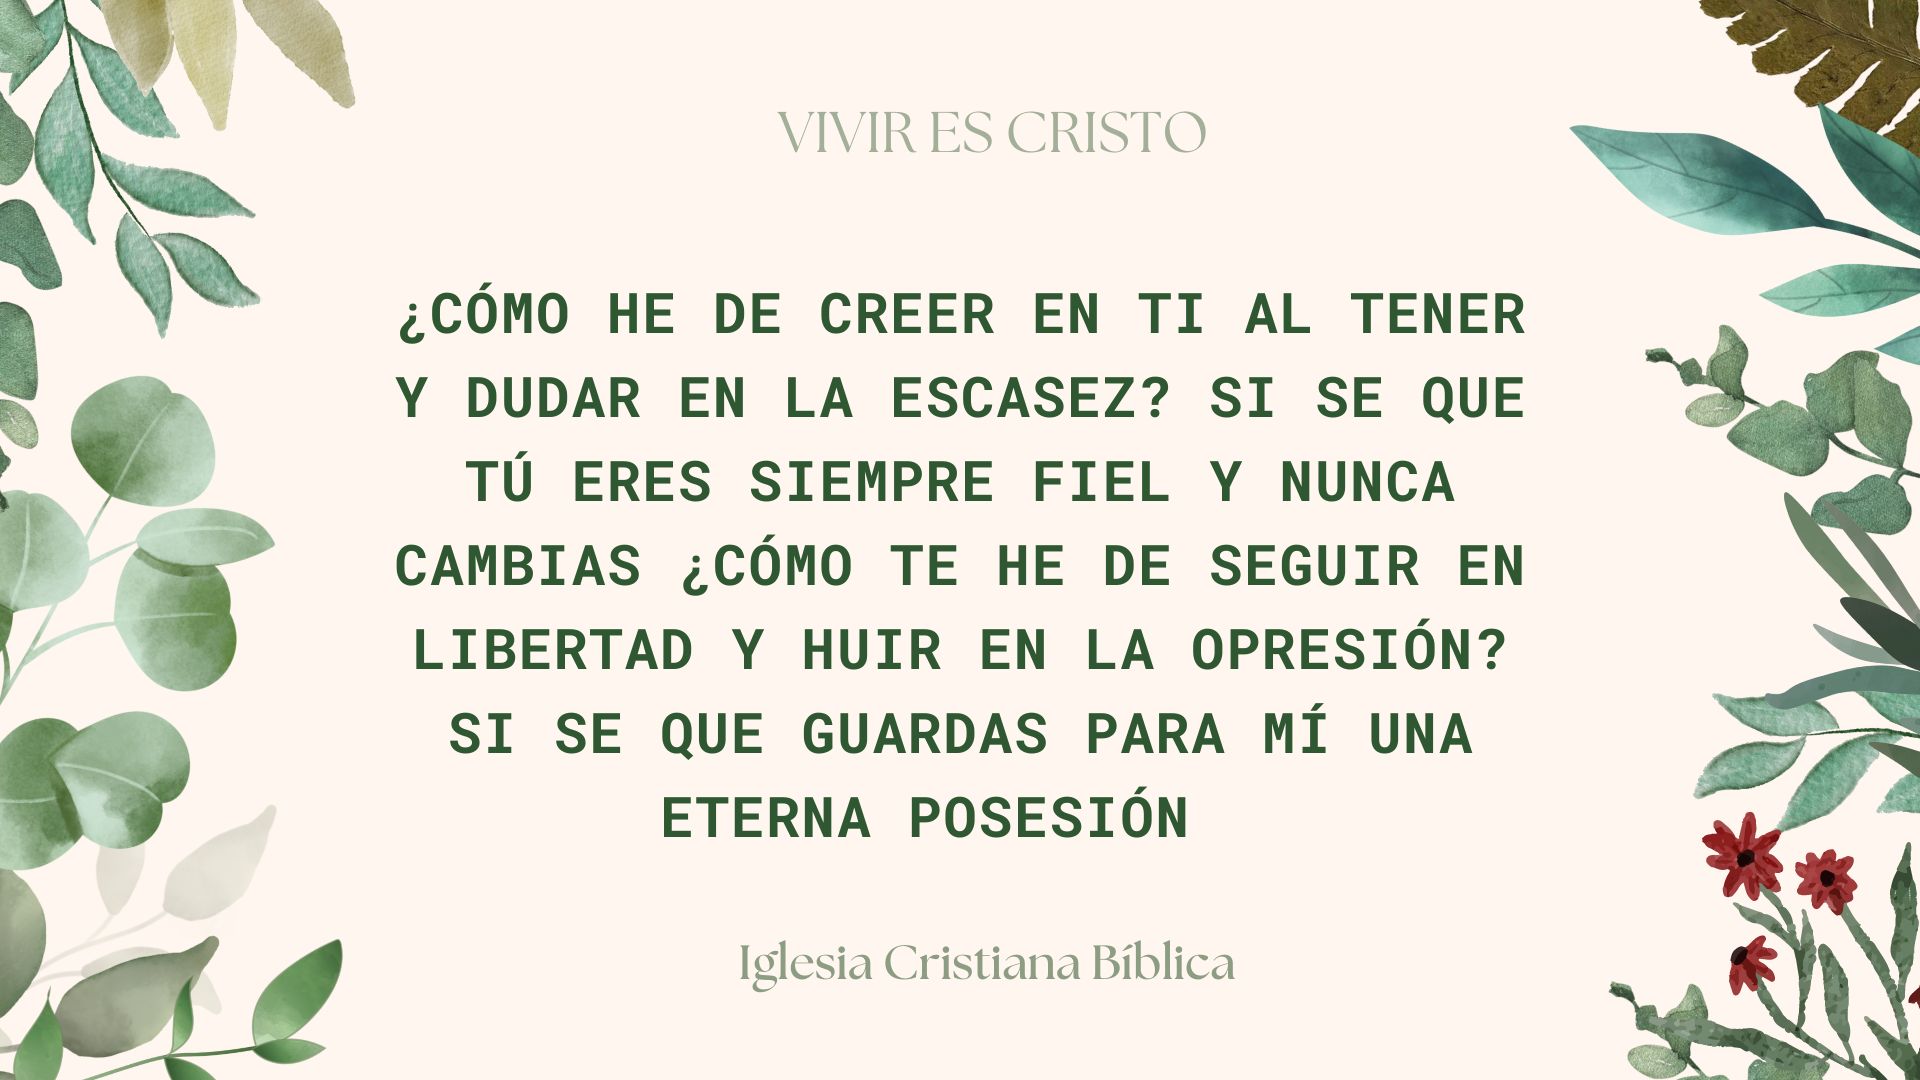 VIVIR ES CRISTO
¿CÓMO HE DE CREER EN TI AL TENER
Y DUDAR EN LA ESCASEZ? SI SE QUE
TÚ ERES SIEMPRE FIEL Y NUNCA
CAMBIAS ¿CÓMO TE HE DE SEGUIR EN
LIBERTAD Y HUIR EN LA OPRESIÓN?
SI SE QUE GUARDAS PARA MÍ UNA
ETERNA POSESIÓN
Iglesia Cristiana Bíblica